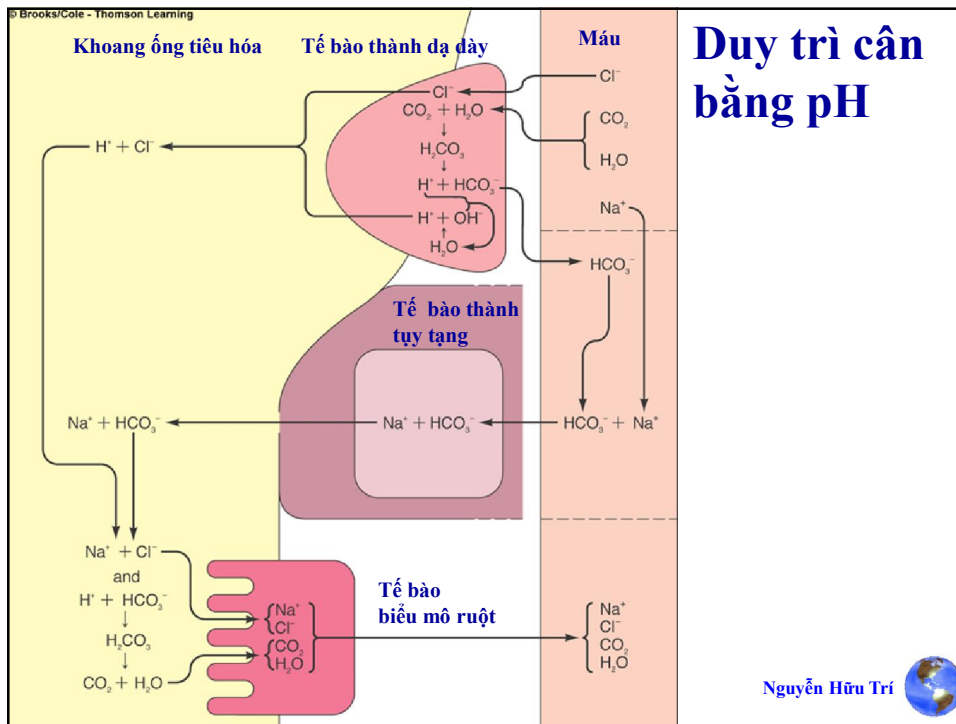 © Brooks/Cole - Thomson Learning
Khoang ống tiêu hóa
Tế bào thành dạ dày
Máu
Duy trì cân
bằng pH
Cl⁻
Cl⁻
CO₂ + H₂O
CO₂
H₂O
H₂CO₃
H⁺ + Cl⁻
H⁺ + HCO₃⁻
H⁺ + OH⁻
H₂O
Na⁺
HCO₃⁻
Tế bào thành
tụy tạng
Na⁺ + HCO₃⁻
Na⁺ + HCO₃⁻
HCO₃⁻ + Na⁺
Na⁺ + Cl⁻
and
H⁺ + HCO₃⁻
H₂CO₃
CO₂ + H₂O
Na⁺
Cl⁻
CO₂
H₂O
Tế bào
biểu mô ruột
Na⁺
Cl⁻
CO₂
H₂O
Nguyễn Hữu Trí